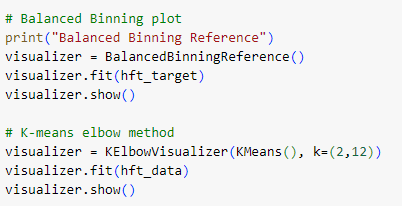 # Balanced Binning plot
print("Balanced Binning Reference")
visualizer = BalancedBinningReference()
visualizer.fit(hft_target)
visualizer.show()
# K-means elbow method
visualizer = KElbowVisualizer(KMeans(), k=(2,12))
visualizer.fit(hft_data)
visualizer.show()